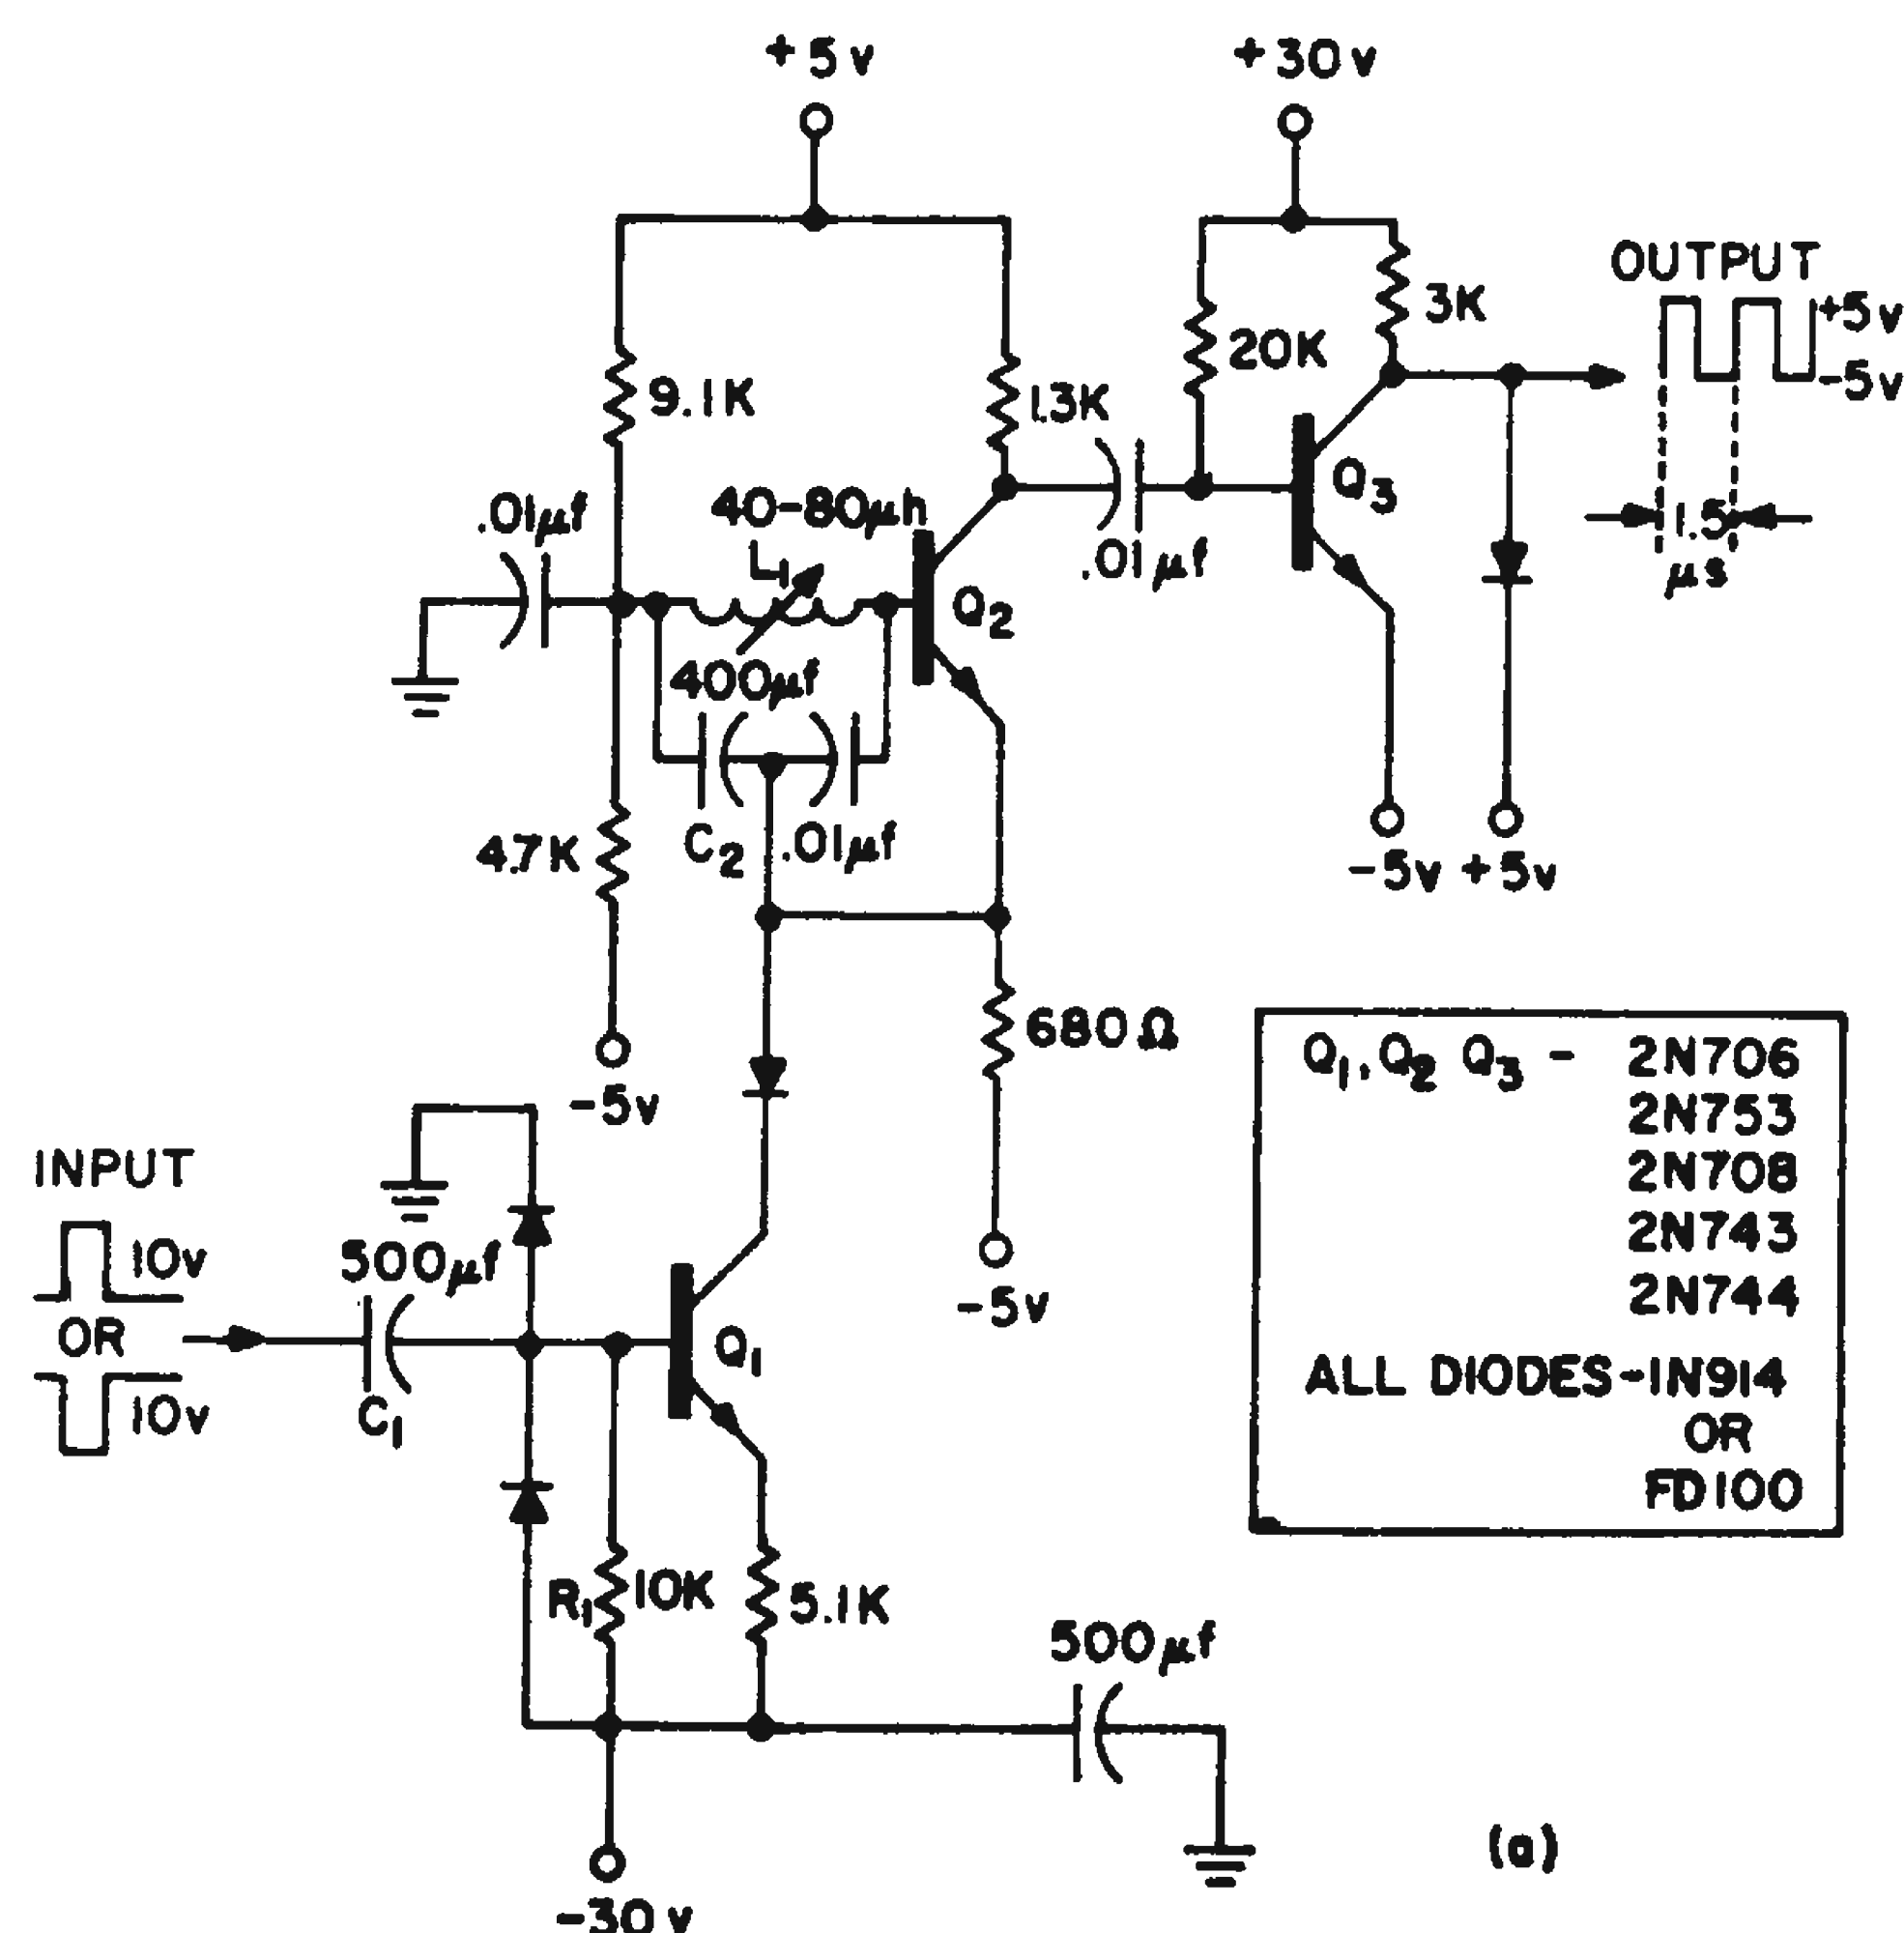 +5v
+30v
OUTPUT
+5v
-5v
3K
20K
9.1K
1.3K
Q3
.01µf
40-80µh
.01µf
1.5
µs
Q2
400µf
C2
.01µf
4.7K
-5v
+5v
680Ω
-5v
-5v
INPUT
10v
OR
10v
500µf
C1
Q1
R1
10K
5.1K
500µf
-30v
Q1, Q2 Q3 - 2N706
2N753
2N708
2N743
2N744
ALL DIODES-1N914
OR
FD100
(a)